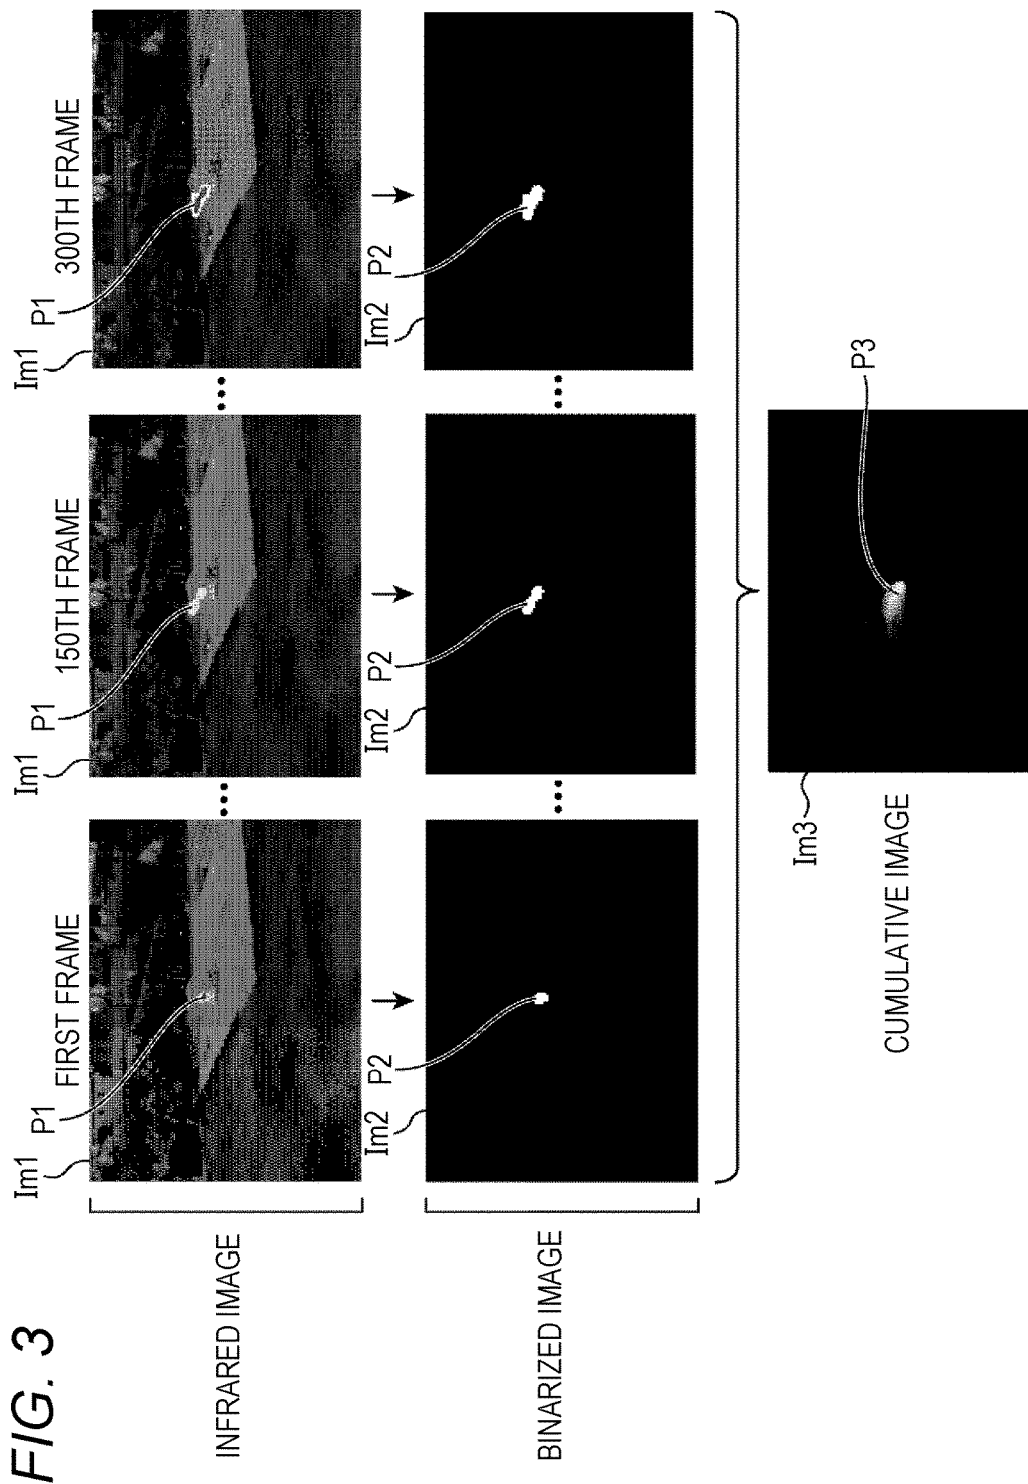 FIG. 3
FIRST FRAME
150TH FRAME
300TH FRAME
Im1
P1
Im1
P1
Im1
P1
INFRARED IMAGE
Im2
P2
Im2
P2
Im2
P2
BINARIZED IMAGE
Im3
P3
CUMULATIVE IMAGE